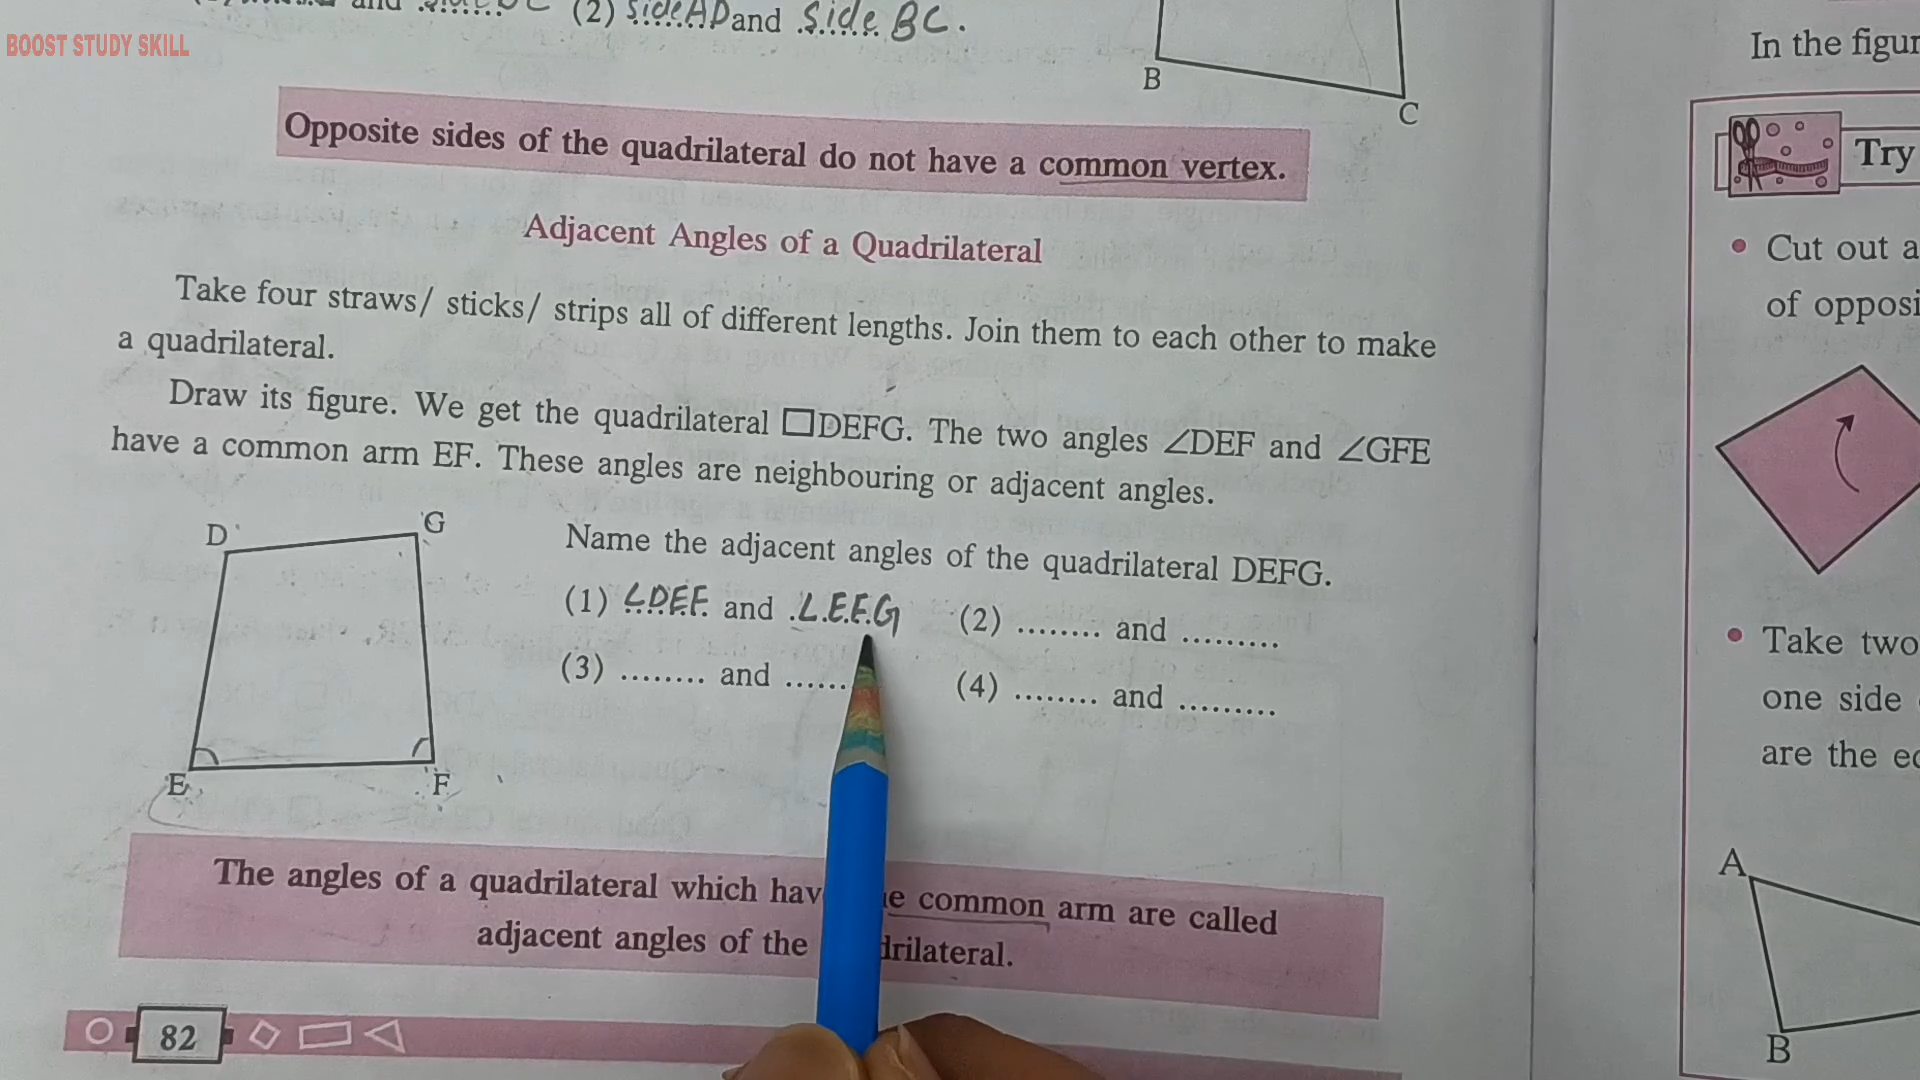 BOOST STUDY SKILL
and (2) side AD and side BC.
B
C
Opposite sides of the quadrilateral do not have a common vertex.
Adjacent Angles of a Quadrilateral
Take four straws/ sticks/ strips all of different lengths. Join them to each other to make
a quadrilateral.
Draw its figure. We get the quadrilateral □DEFG. The two angles ∠DEF and ∠GFE
have a common arm EF. These angles are neighbouring or adjacent angles.
D
G
E
F
Name the adjacent angles of the quadrilateral DEFG.
(1) ∠DEF and ∠EFG (2) ........ and .........
(3) ........ and ...... (4) ........ and .........
The angles of a quadrilateral which common arm are called
adjacent angles of the
82
In the
Try
Cut out a
of
Take two
one side
are the
A
B